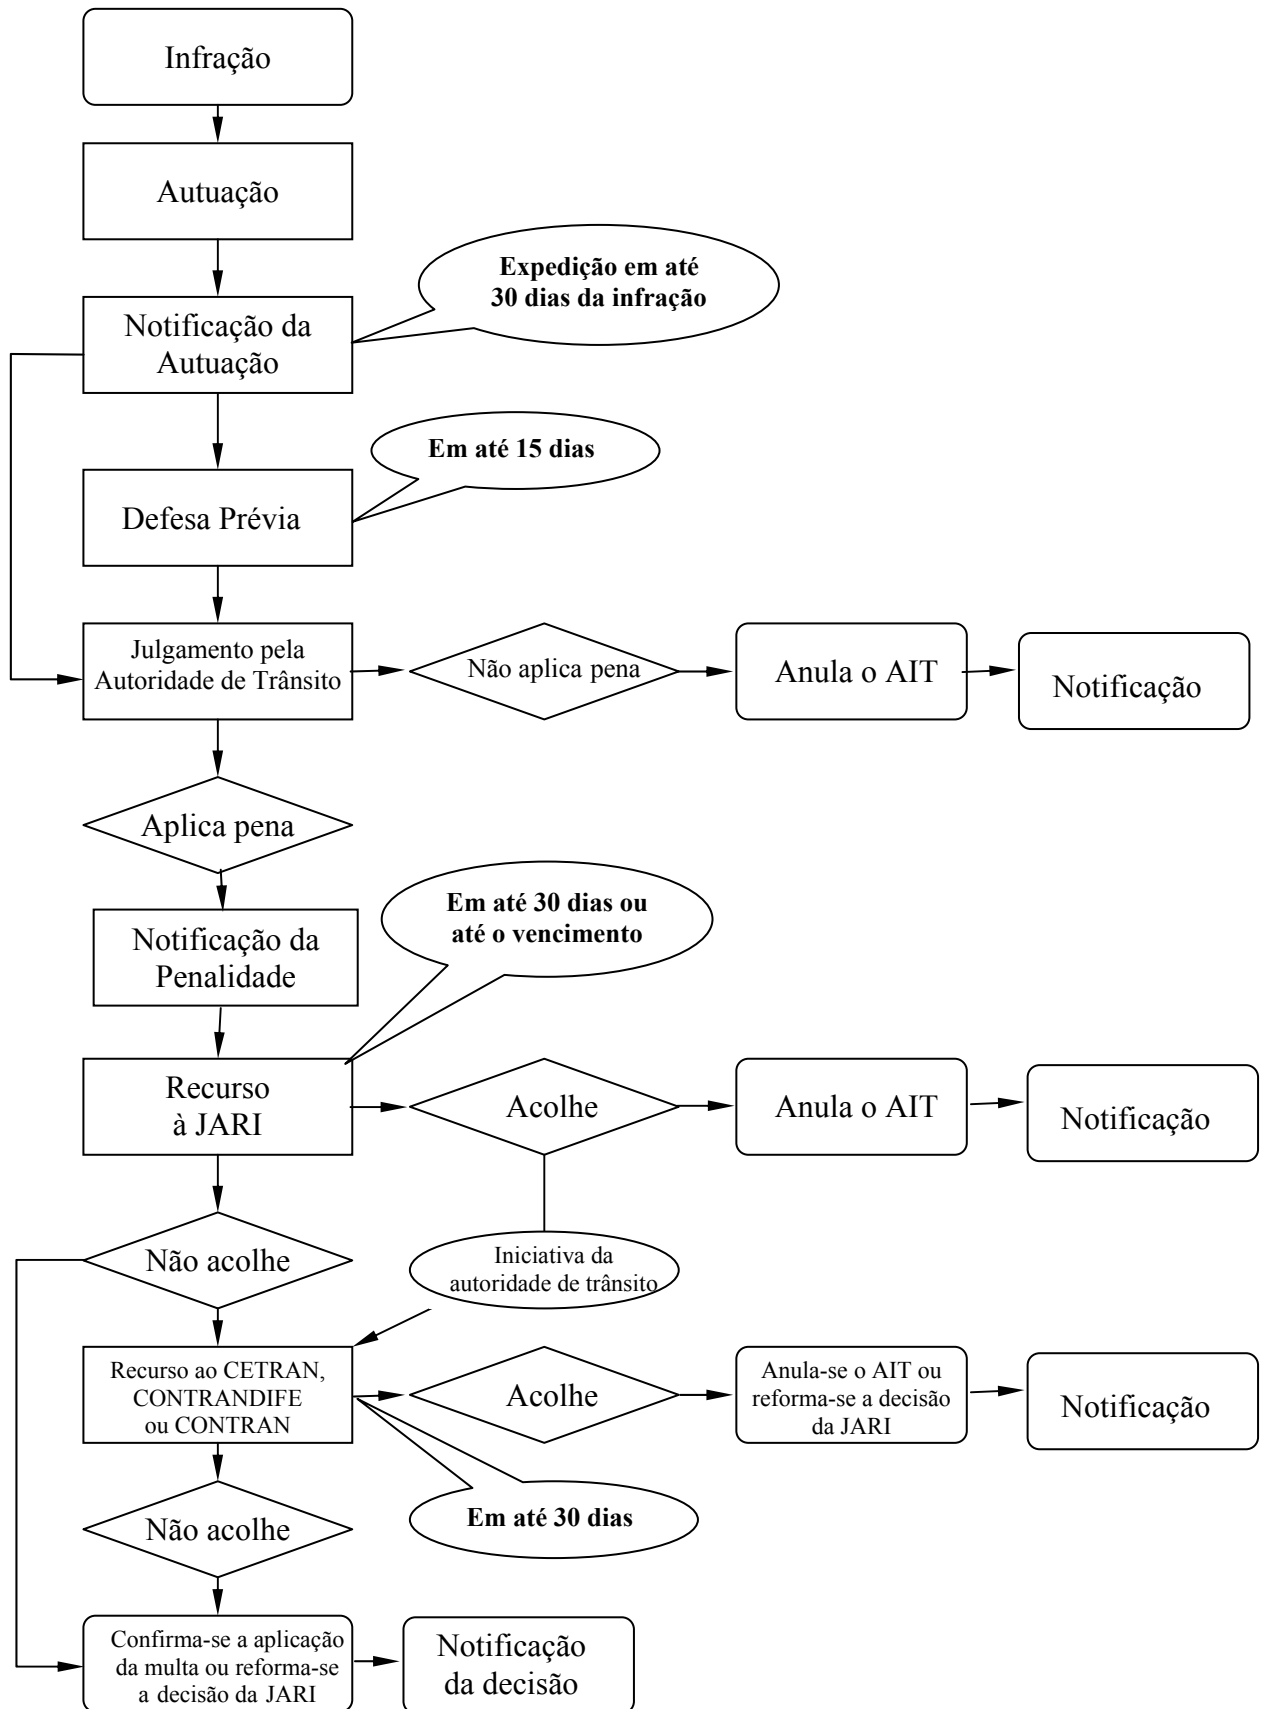 Infração
Autuação
Expedição em até
30 dias da infração
Notificação da
Autuação
Em até 15 dias
Defesa Prévia
Julgamento pela
Autoridade de Trânsito
Não aplica pena
Anula o AIT
Notificação
Aplica pena
Em até 30 dias ou
até o vencimento
Notificação da
Penalidade
Recurso
à JARI
Acolhe
Anula o AIT
Notificação
Não acolhe
Iniciativa da
autoridade de trânsito
Recurso ao CETRAN,
CONTRANDIFE
ou CONTRAN
Acolhe
Anula-se o AIT ou
reforma-se a decisão
da JARI
Notificação
Em até 30 dias
Não acolhe
Confirma-se a aplicação
da multa ou reforma-se
a decisão da JARI
Notificação
da decisão